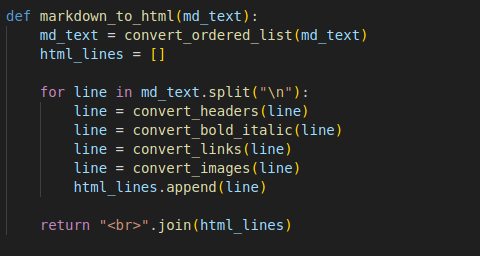 def markdown_to_html(md_text):
    md_text = convert_ordered_list(md_text)
    html_lines = []

    for line in md_text.split("\n"):
        line = convert_headers(line)
        line = convert_bold_italic(line)
        line = convert_links(line)
        line = convert_images(line)
        html_lines.append(line)

    return "<br>".join(html_lines)